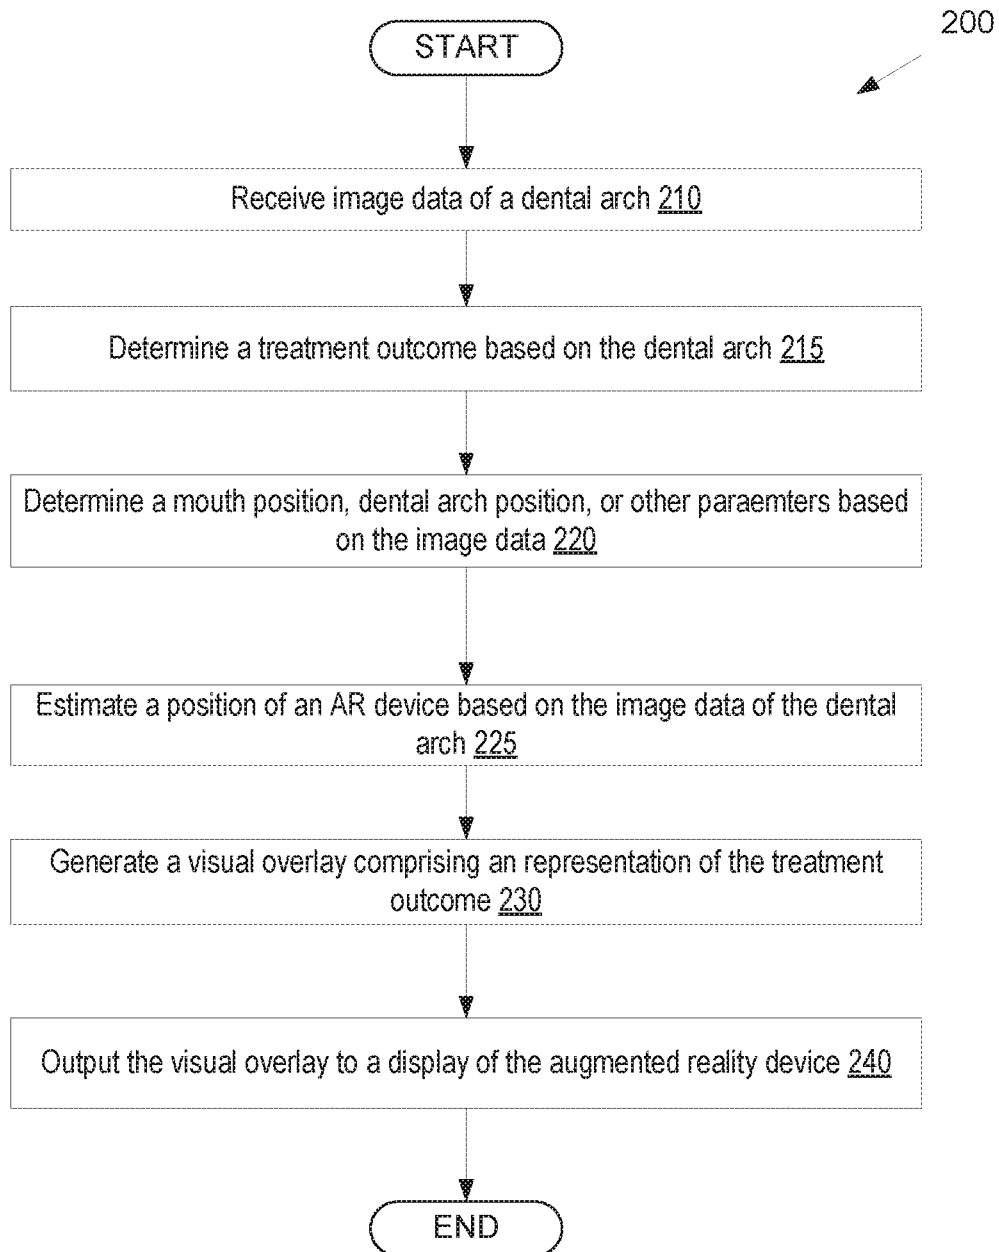 200
START
Receive image data of a dental arch 210
Determine a treatment outcome based on the dental arch 215
Determine a mouth position, dental arch position, or other paraemters based
on the image data 220
Estimate a position of an AR device based on the image data of the dental
arch 225
Generate a visual overlay comprising an representation of the treatment
outcome 230
Output the visual overlay to a display of the augmented reality device 240
END